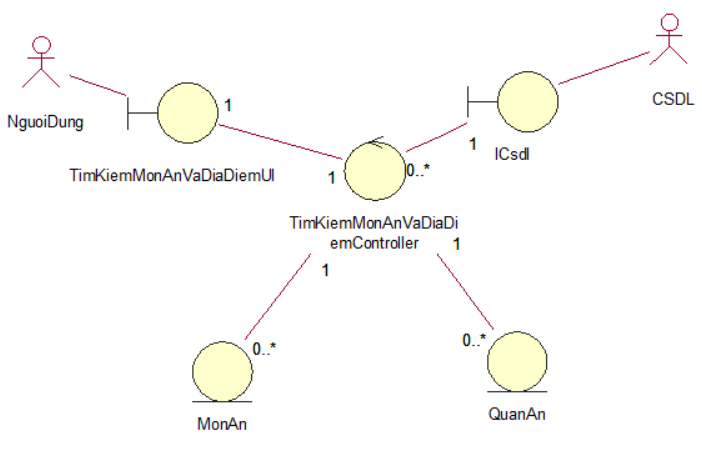 CSDL
NguoiDung
1
TimKiemMonAnVaDiaDiemUI
1
ICsdl
1
0..*
TimKiemMonAnVaDiaDi
emController
1
1
0..*
0..*
MonAn
QuanAn